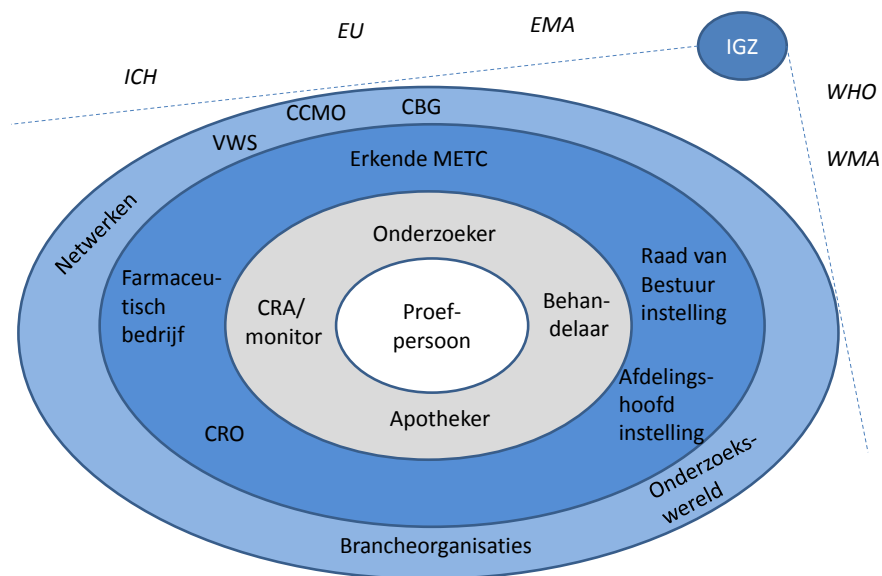 EU
EMA
IGZ
ICH
WHO
CCMO
CBG
VWS
WMA
Erkende METC
Netwerken
Onderzoeker
Raad van
Bestuur
instelling
Farmaceu-
tisch
bedrijf
CRA/
monitor
Proef-
persoon
Behan-
delaar
Afdelings-
hoofd
instelling
Apotheker
CRO
Onderzoeks-
wereld
Brancheorganisaties